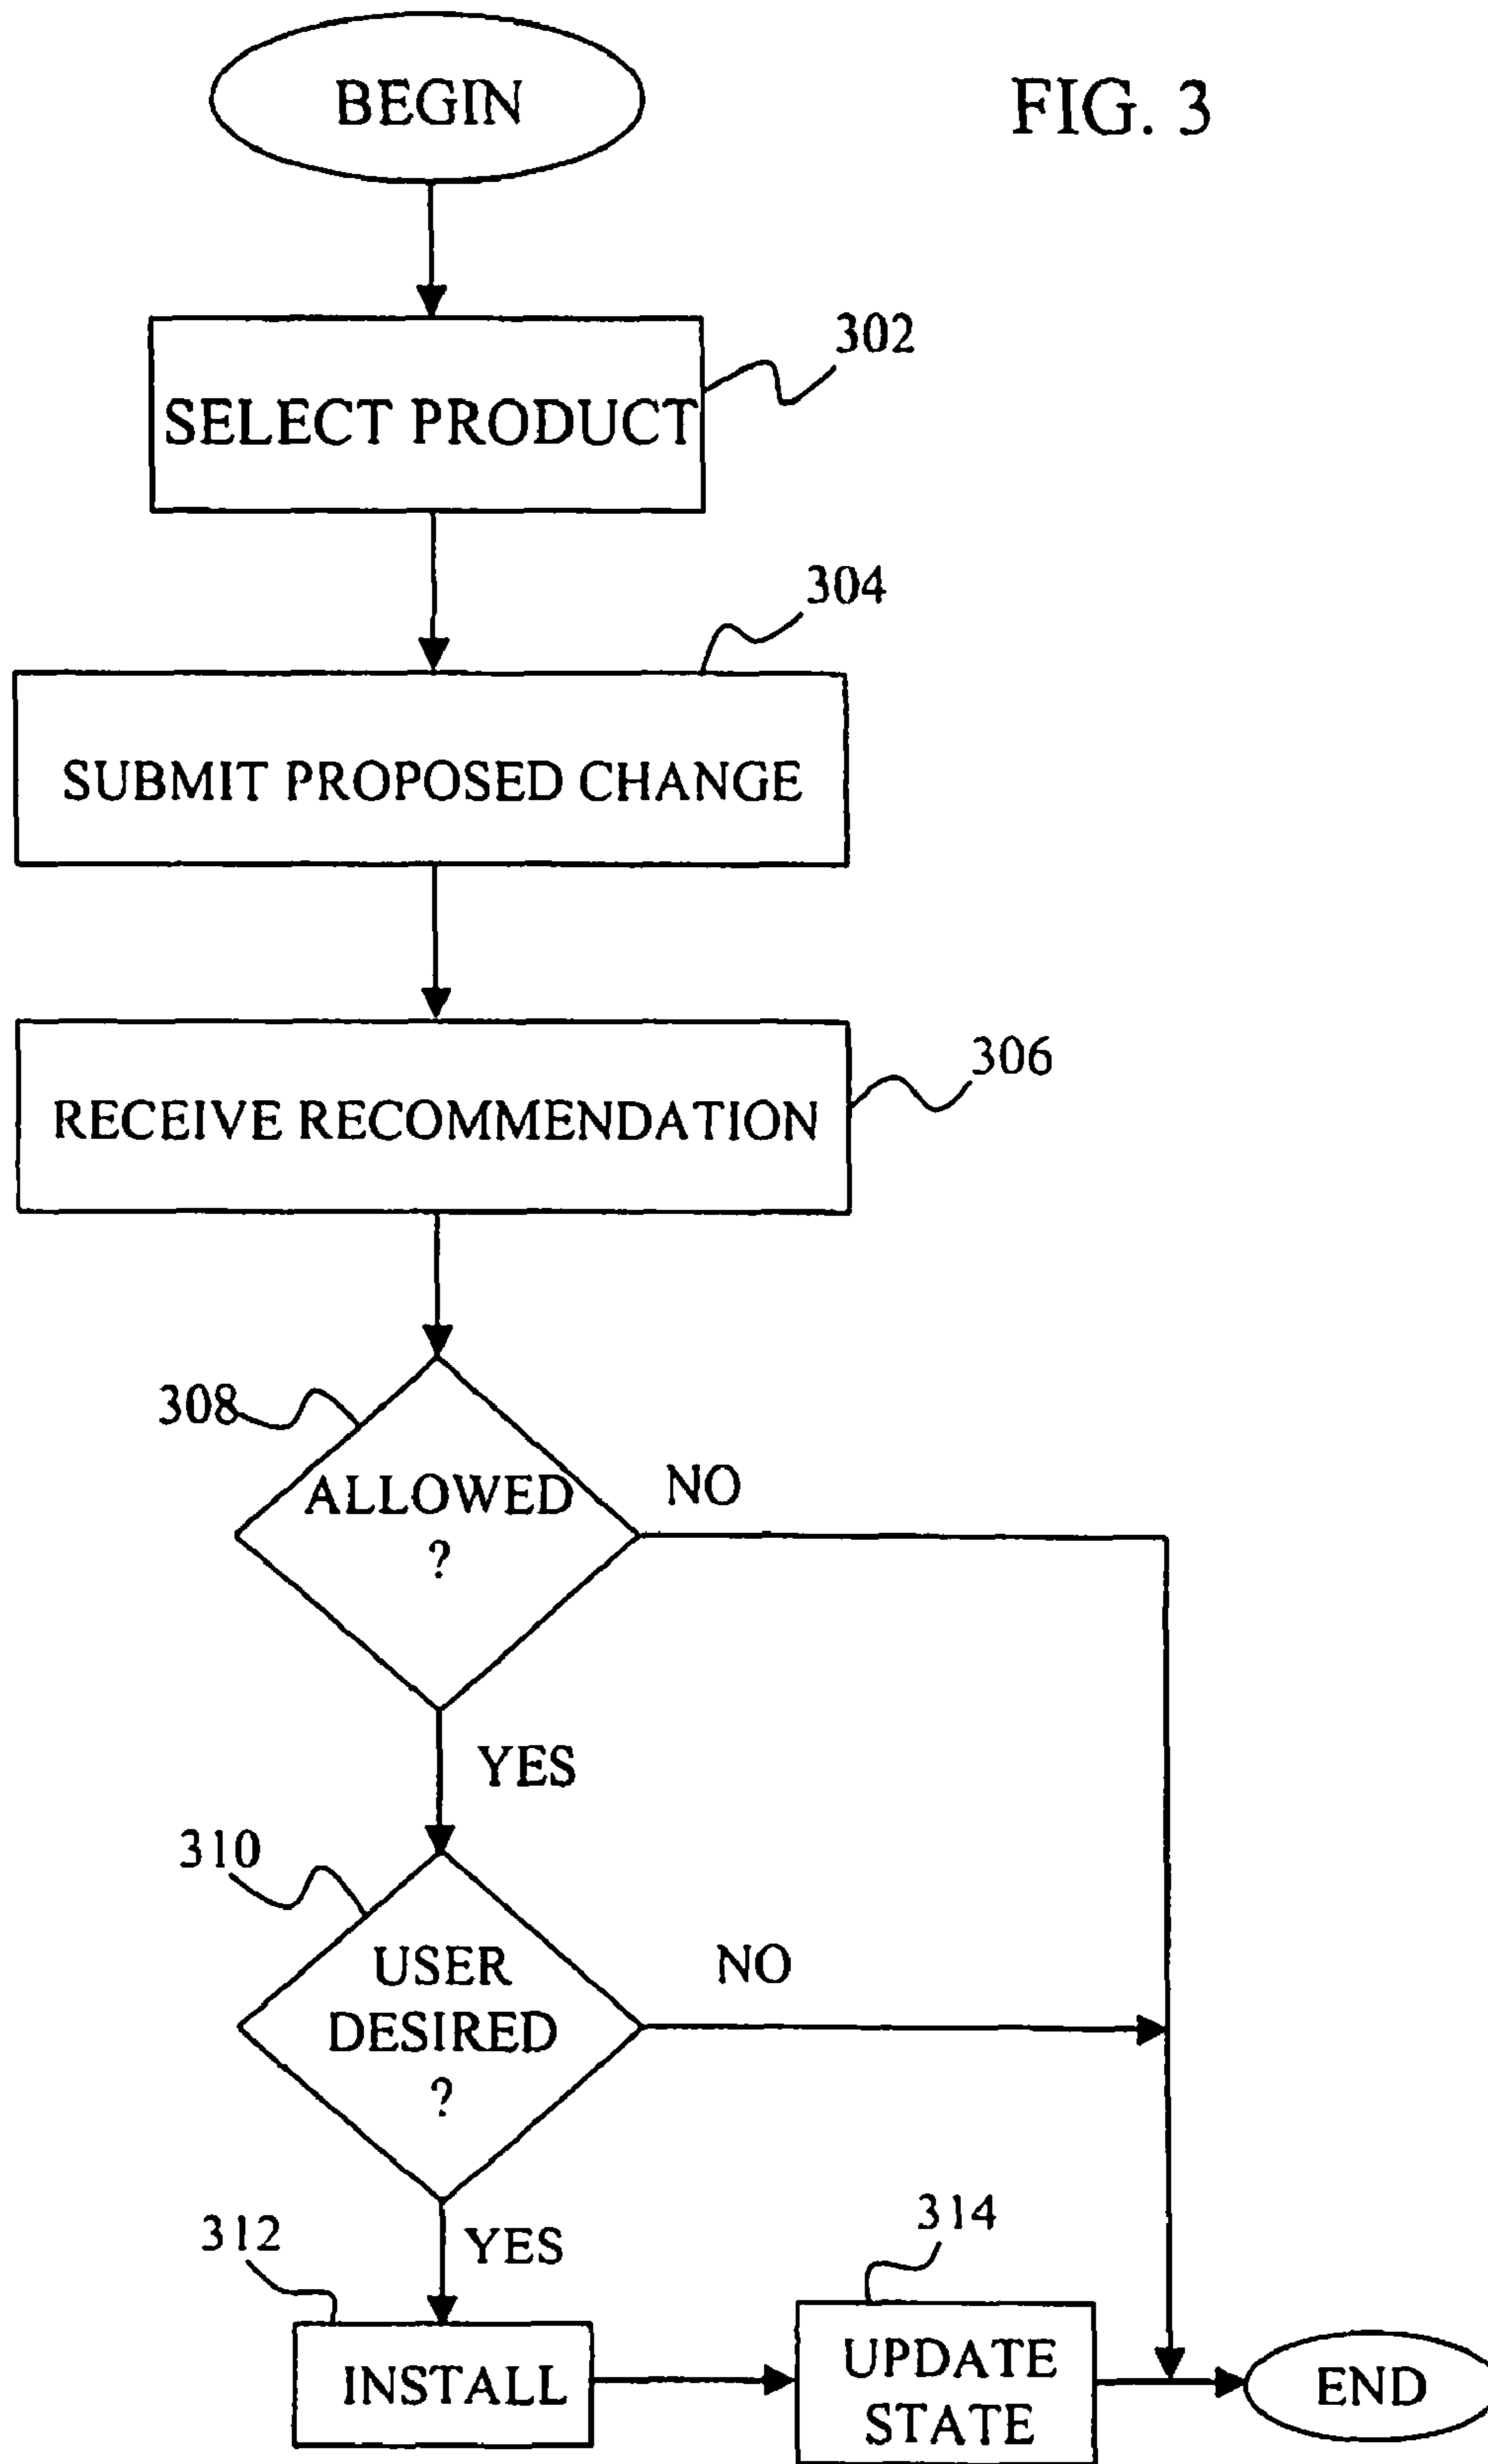 BEGIN
FIG. 3
302
SELECT PRODUCT
304
SUBMIT PROPOSED CHANGE
306
RECEIVE RECOMMENDATION
308
ALLOWED
?
NO
YES
310
USER
DESIRED
?
NO
YES
312
INSTALL
314
UPDATE
STATE
END